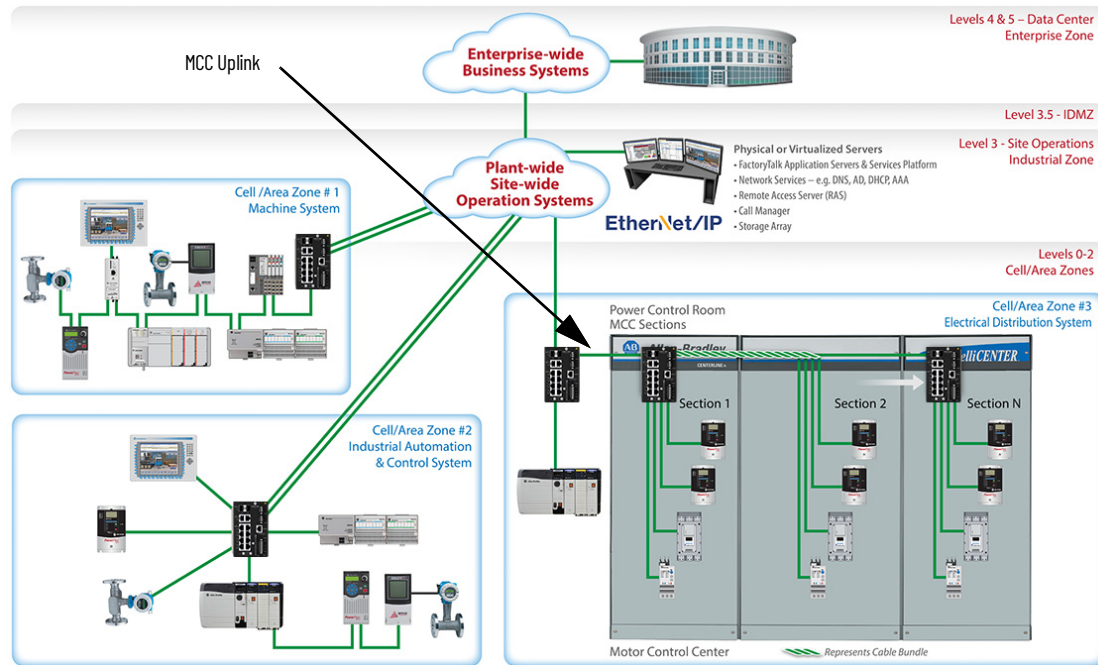 Levels 4 & 5 – Data Center
Enterprise Zone
MCC Uplink
Enterprise-wide
Business Systems
Level 3.5 - IDMZ
Level 3 - Site Operations
Industrial Zone
Plant-wide
Site-wide
Operation Systems
Physical or Virtualized Servers
• FactoryTalk Application Servers & Services Platform
• Network Services – e.g. DNS, AD, DHCP, AAA
• Remote Access Server (RAS)
• Call Manager
• Storage Array
EtherNet/IP
Cell /Area Zone # 1
Machine System
Levels 0-2
Cell/Area Zones
Cell/Area Zone #3
Electrical Distribution System
Power Control Room
MCC Sections
AB
CENTERLINE
elliCENTER
Section 1
Section 2
Section N
Cell/Area Zone #2
Industrial Automation
& Control System
Motor Control Center
Represents Cable Bundle